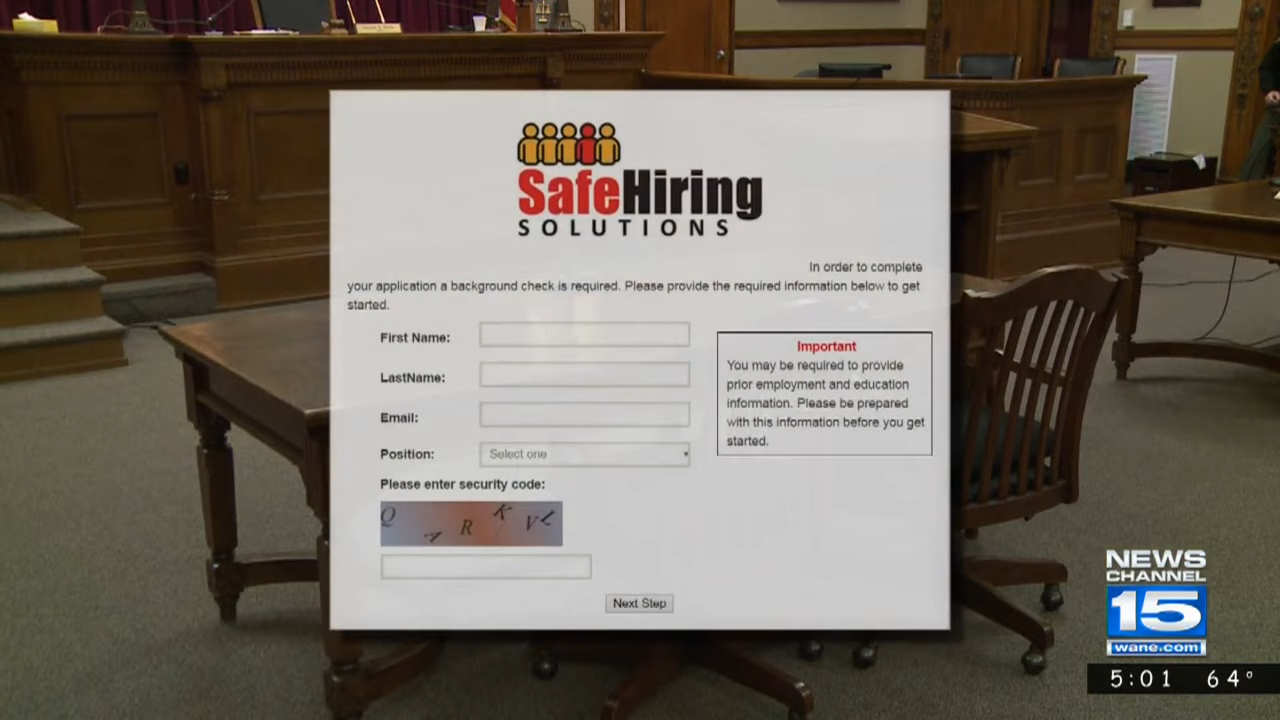 SafeHiring
SOLUTIONS
In order to complete
your application a background check is required. Please provide the required information below to get
started.
First Name:
LastName:
Email:
Position:
Select one
Please enter security code:
Q A R K V L
Next Step
Important
You may be required to provide
prior employment and education
information. Please be prepared
with this information before you get
started.
NEWS
CHANNEL
15
wane.com
5:01 64°